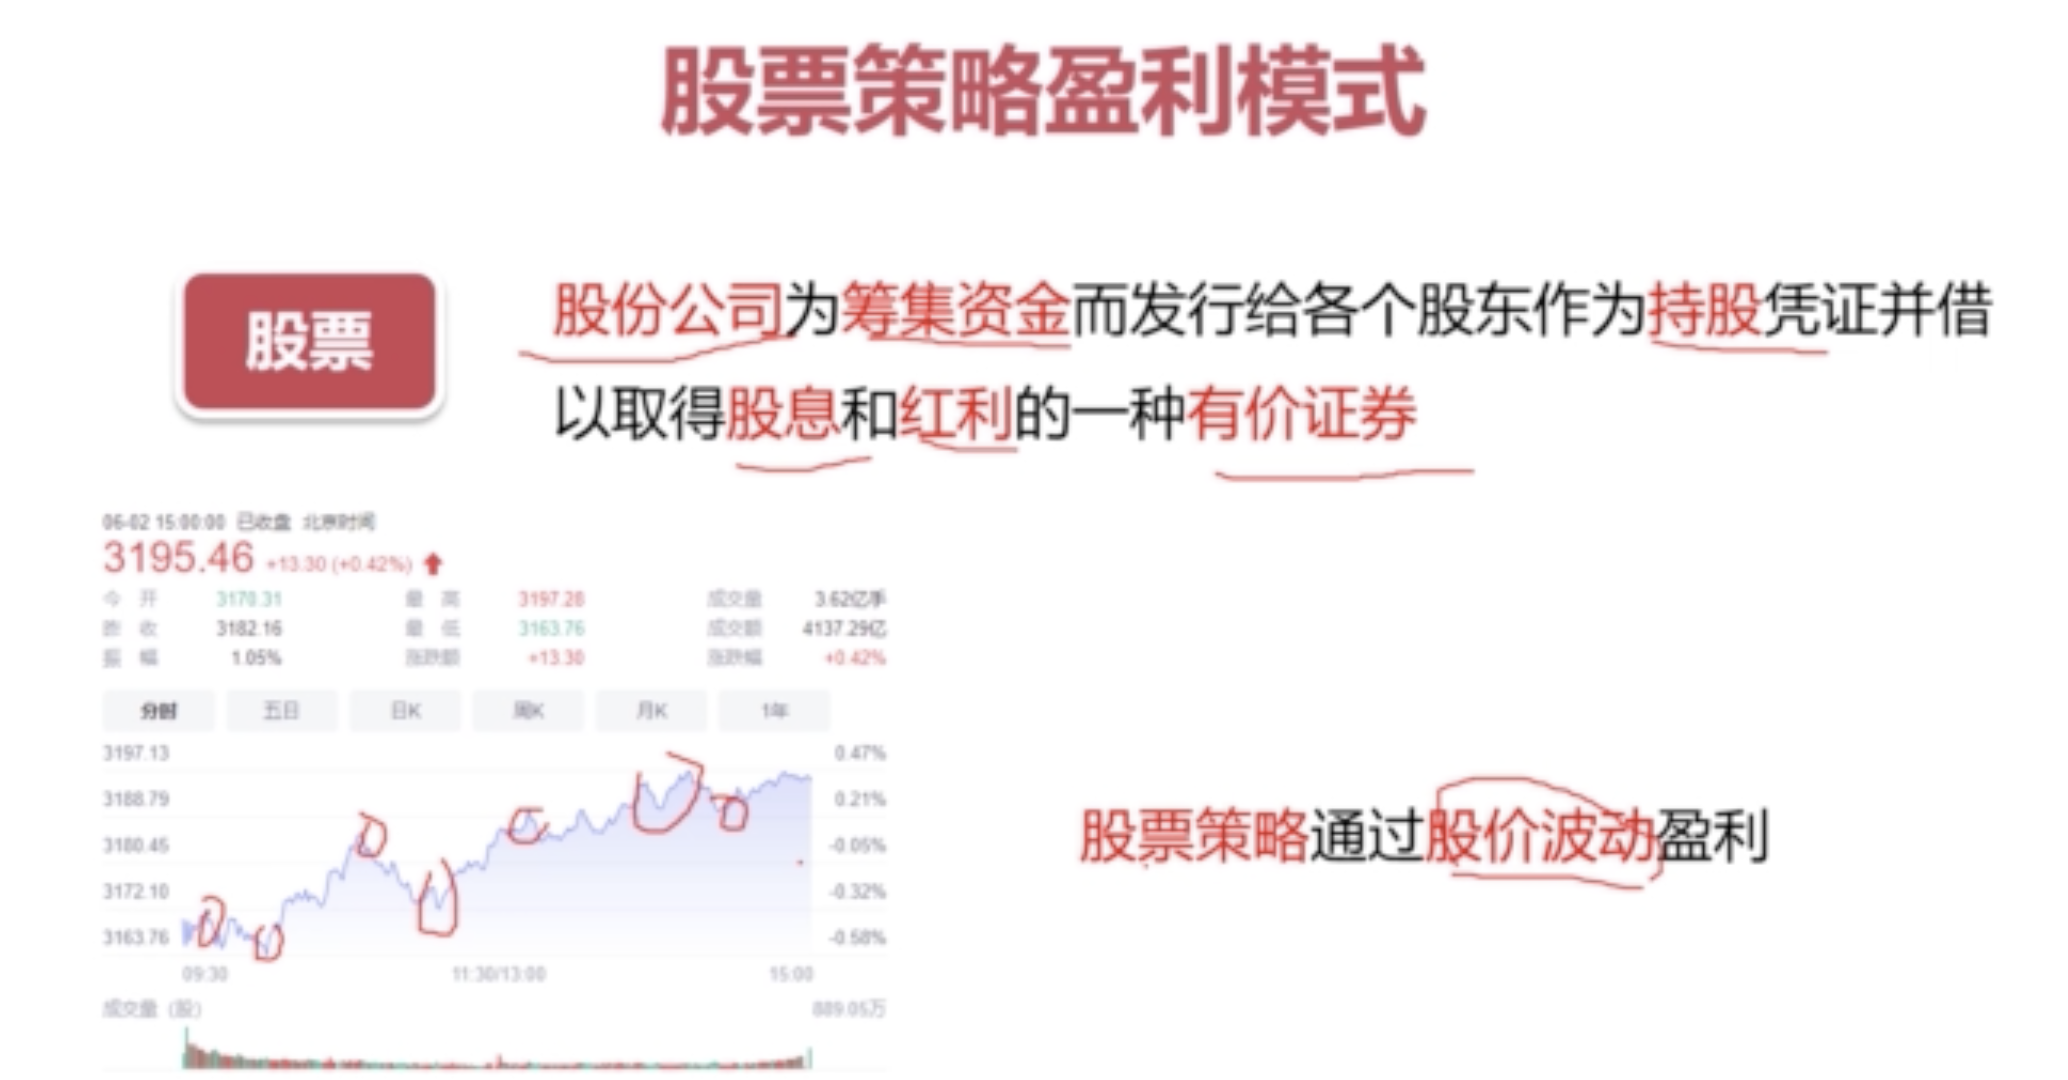 股票策略盈利模式
股票
股份公司为筹集资金而发行给各个股东作为持股凭证并借
以取得股息和红利的一种有价证券
06-02 15:00:00 已收盘 北京时间
3195.46 +13.30 (+0.42%)
今 开 3170.31 最 高 3197.28 成交量 3.62亿手
昨 收 3182.16 最 低 3163.76 成交额 4137.29亿
振 幅 1.05% 涨跌额 +13.30 涨跌幅 +0.42%
分时 五日 日K 周K 月K 1年
3197.13 0.47%
3188.79 0.21%
3180.45 -0.05%
3172.10 -0.32%
3163.76 -0.58%
09:30 11:30/13:00 15:00
成交量 (股) 889.05万
股票策略通过股价波动盈利